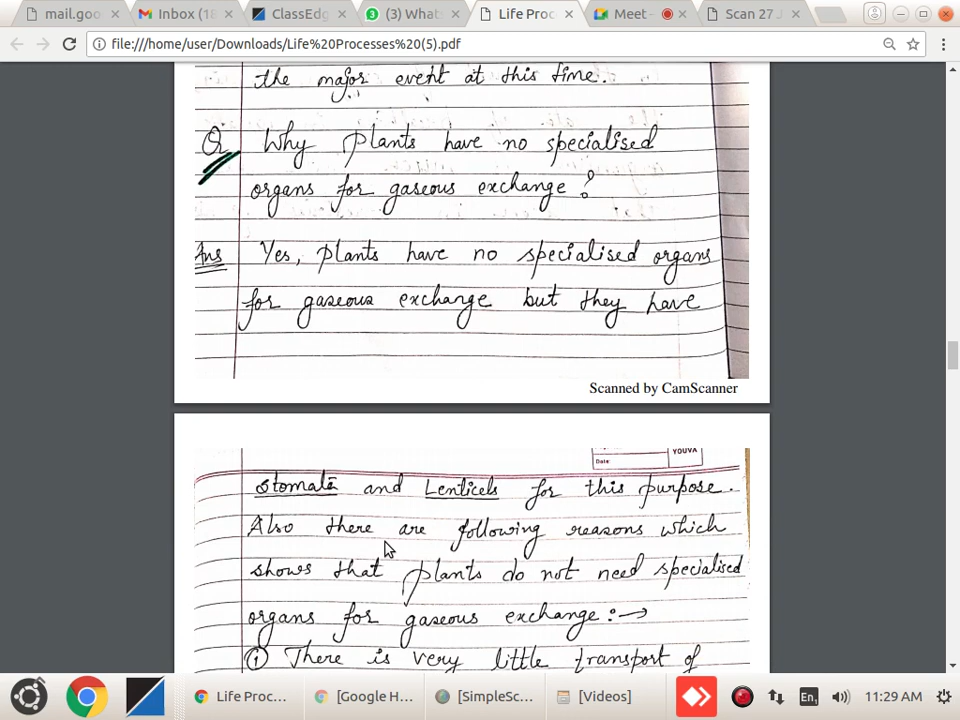 mail.goo
Inbox (18
ClassEdg
(3) What
Life Proc
Meet -
Scan 27 J
file:///home/user/Downloads/Life%20Processes%20(5).pdf
the major event at this time.
Q Why plants have no specialised
organs for gaseous exchange?
Ans Yes, plants have no specialised organs
for gaseous exchange but they have
Scanned by CamScanner
YOUVA
Date
Stomata and Lenticels for this purpose.
Also there are following reasons which
shows that plants do not need specialised
organs for gaseous exchange :→
① There is very little transport of
Life Proc...
[Google H...
[SimpleSc...
[Videos]
En
11:29 AM